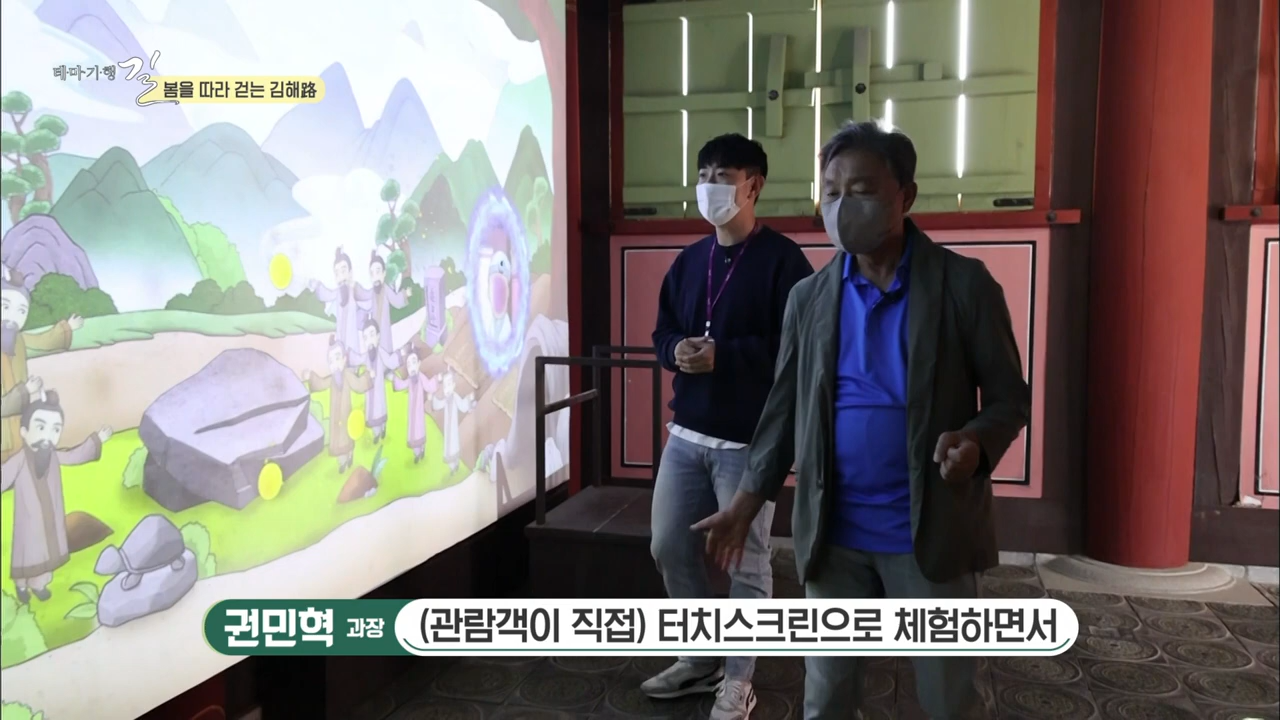 테마기행 길
봄을 따라 걷는 김해路
권민혁 과장 (관람객이 직접) 터치스크린으로 체험하면서